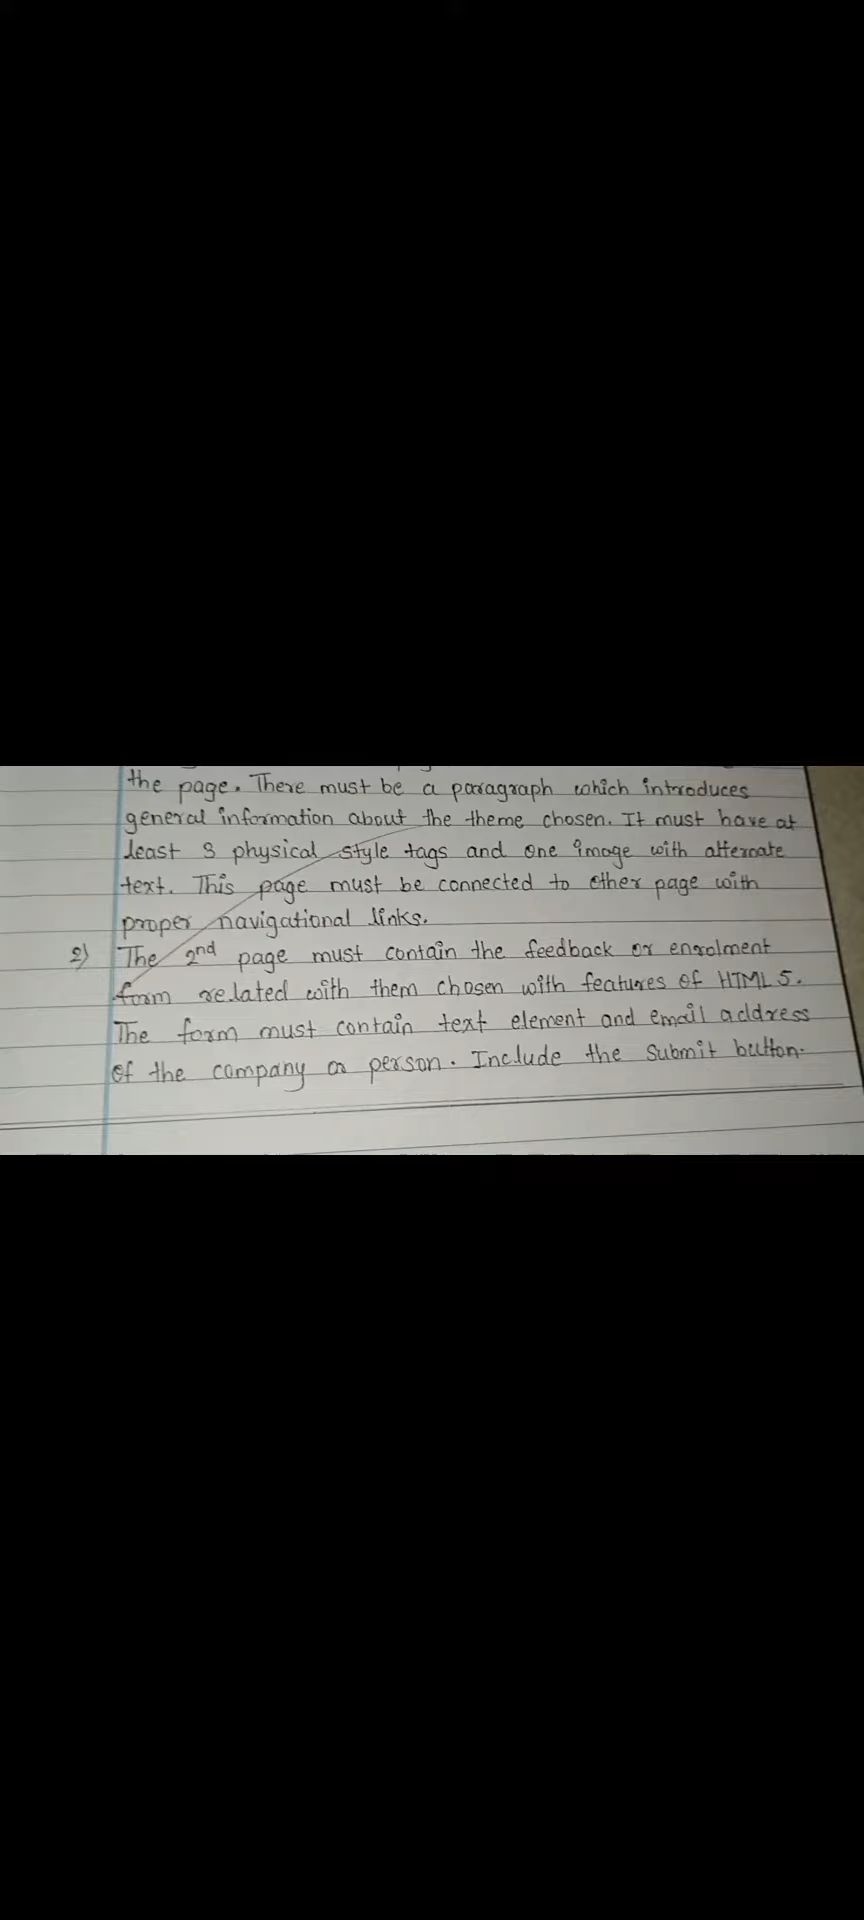 the page. There must be a paragraph which introduces
general information about the theme chosen. It must have at
least 3 physical style tags and one image with alternate
text. This page must be connected to other page with
proper navigational links.
2) The 2nd page must contain the feedback or enrolment
form related with them chosen with features of HTML 5.
The form must contain text element and email address
of the company or person. Include the submit button.